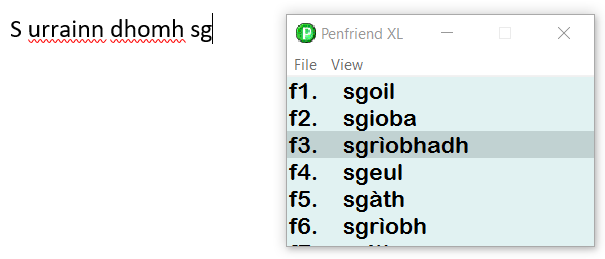 S urrainn dhomh sg
Penfriend XL
File View
f1. sgoil
f2. sgioba
f3. sgrìobhadh
f4. sgeul
f5. sgàth
f6. sgrìobh